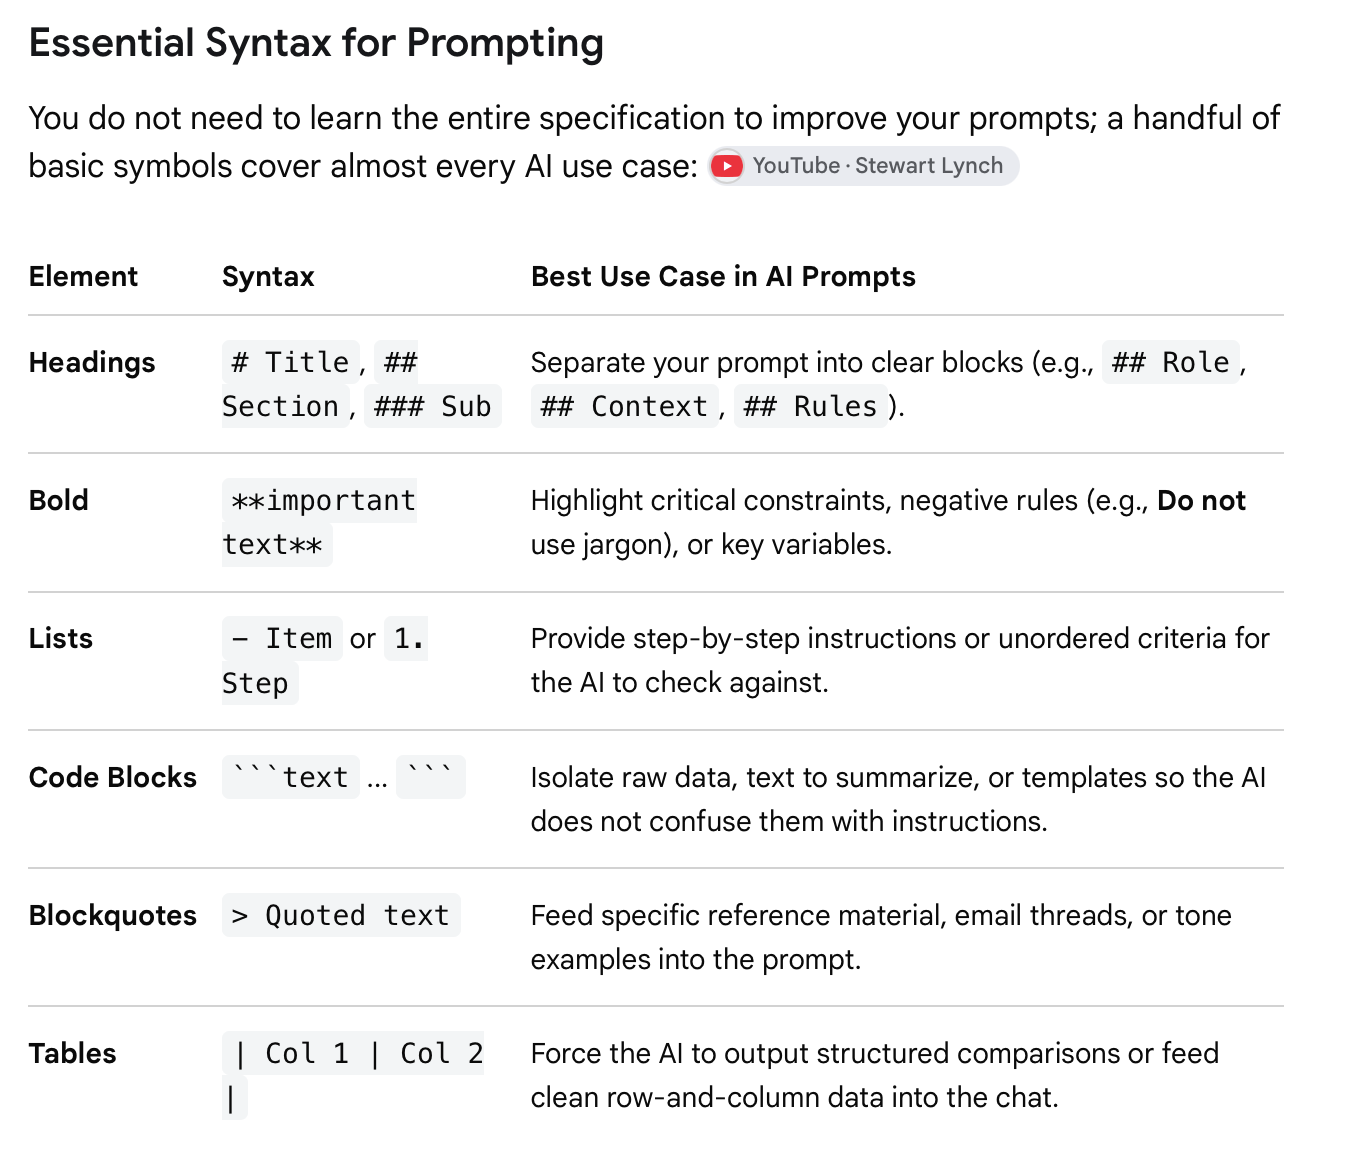 Essential Syntax for Prompting
You do not need to learn the entire specification to improve your prompts; a handful of
basic symbols cover almost every AI use case: YouTube · Stewart Lynch
Element Syntax Best Use Case in AI Prompts
Headings # Title, ## Separate your prompt into clear blocks (e.g., ## Role,
Section, ### Sub ## Context, ## Rules).
Bold **important Highlight critical constraints, negative rules (e.g., Do not
text** use jargon), or key variables.
Lists - Item or 1. Provide step-by-step instructions or unordered criteria for
Step the AI to check against.
Code Blocks ```text ... ``` Isolate raw data, text to summarize, or templates so the AI
does not confuse them with instructions.
Blockquotes > Quoted text Feed specific reference material, email threads, or tone
examples into the prompt.
Tables | Col 1 | Col 2 Force the AI to output structured comparisons or feed
| clean row-and-column data into the chat.